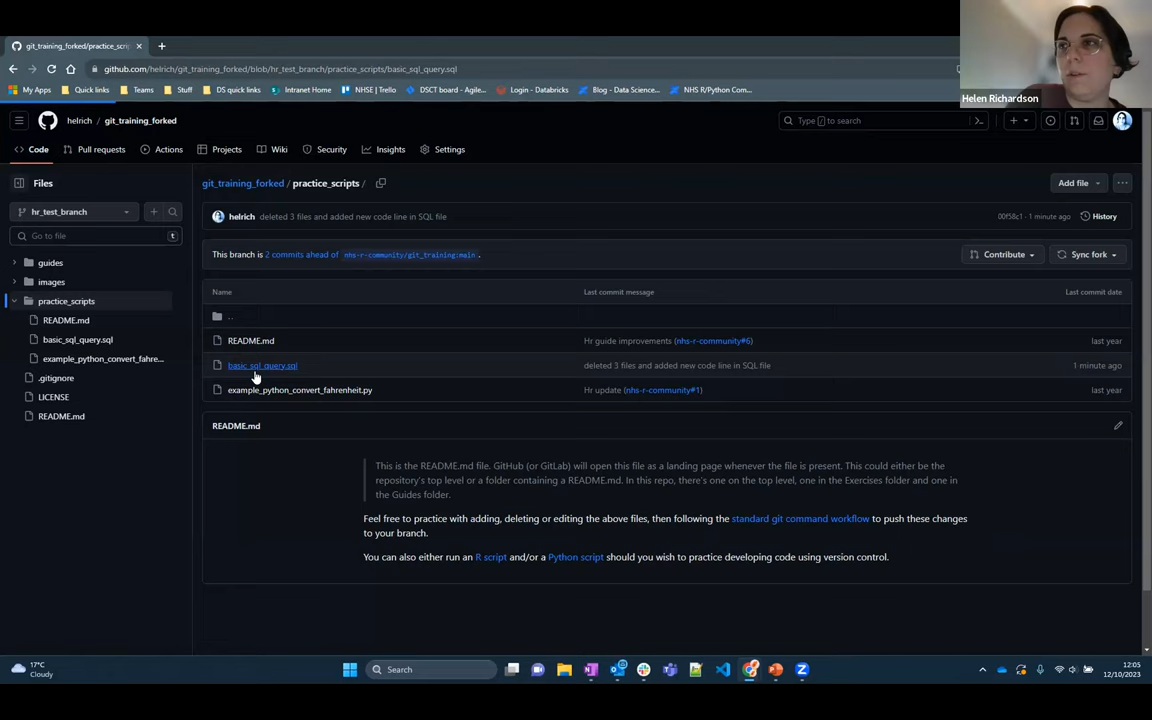 git_training_forked/practice_scri
github.com/helrich/git_training_forked/blob/hr_test_branch/practice_scripts/basic_sql_query.sql
My Apps
Quick links
Teams
Stuff
DS quick links
Intranet Home
NHSE | Trello
DSCT board - Agile...
Login - Databricks
Blog - Data Science...
NHS R/Python Com...
Helen Richardson
helrich / git_training_forked
Type / to search
Code
Pull requests
Actions
Projects
Wiki
Security
Insights
Settings
Files
hr_test_branch
Go to file
t
guides
images
practice_scripts
README.md
basic_sql_query.sql
example_python_convert_fahre...
.gitignore
LICENSE
README.md
git_training_forked / practice_scripts /
Add file
helrich deleted 3 files and added new code line in SQL file
00f58c1 · 1 minute ago
History
This branch is 2 commits ahead of nhs-r-community/git_training:main .
Contribute
Sync fork
Name
Last commit message
Last commit date
..
README.md
Hr guide improvements (nhs-r-community#6)
last year
basic_sql_query.sql
deleted 3 files and added new code line in SQL file
1 minute ago
example_python_convert_fahrenheit.py
Hr update (nhs-r-community#1)
last year
README.md
This is the README.md file. GitHub (or GitLab) will open this file as a landing page whenever the file is present. This could either be the
repository's top level or a folder containing a README.md. In this repo, there's one on the top level, one in the Exercises folder and one in
the Guides folder.
Feel free to practice with adding, deleting or editing the above files, then following the standard git command workflow to push these changes
to your branch.
You can also either run an R script and/or a Python script should you wish to practice developing code using version control.
17°C
Cloudy
Search
12:05
12/10/2023